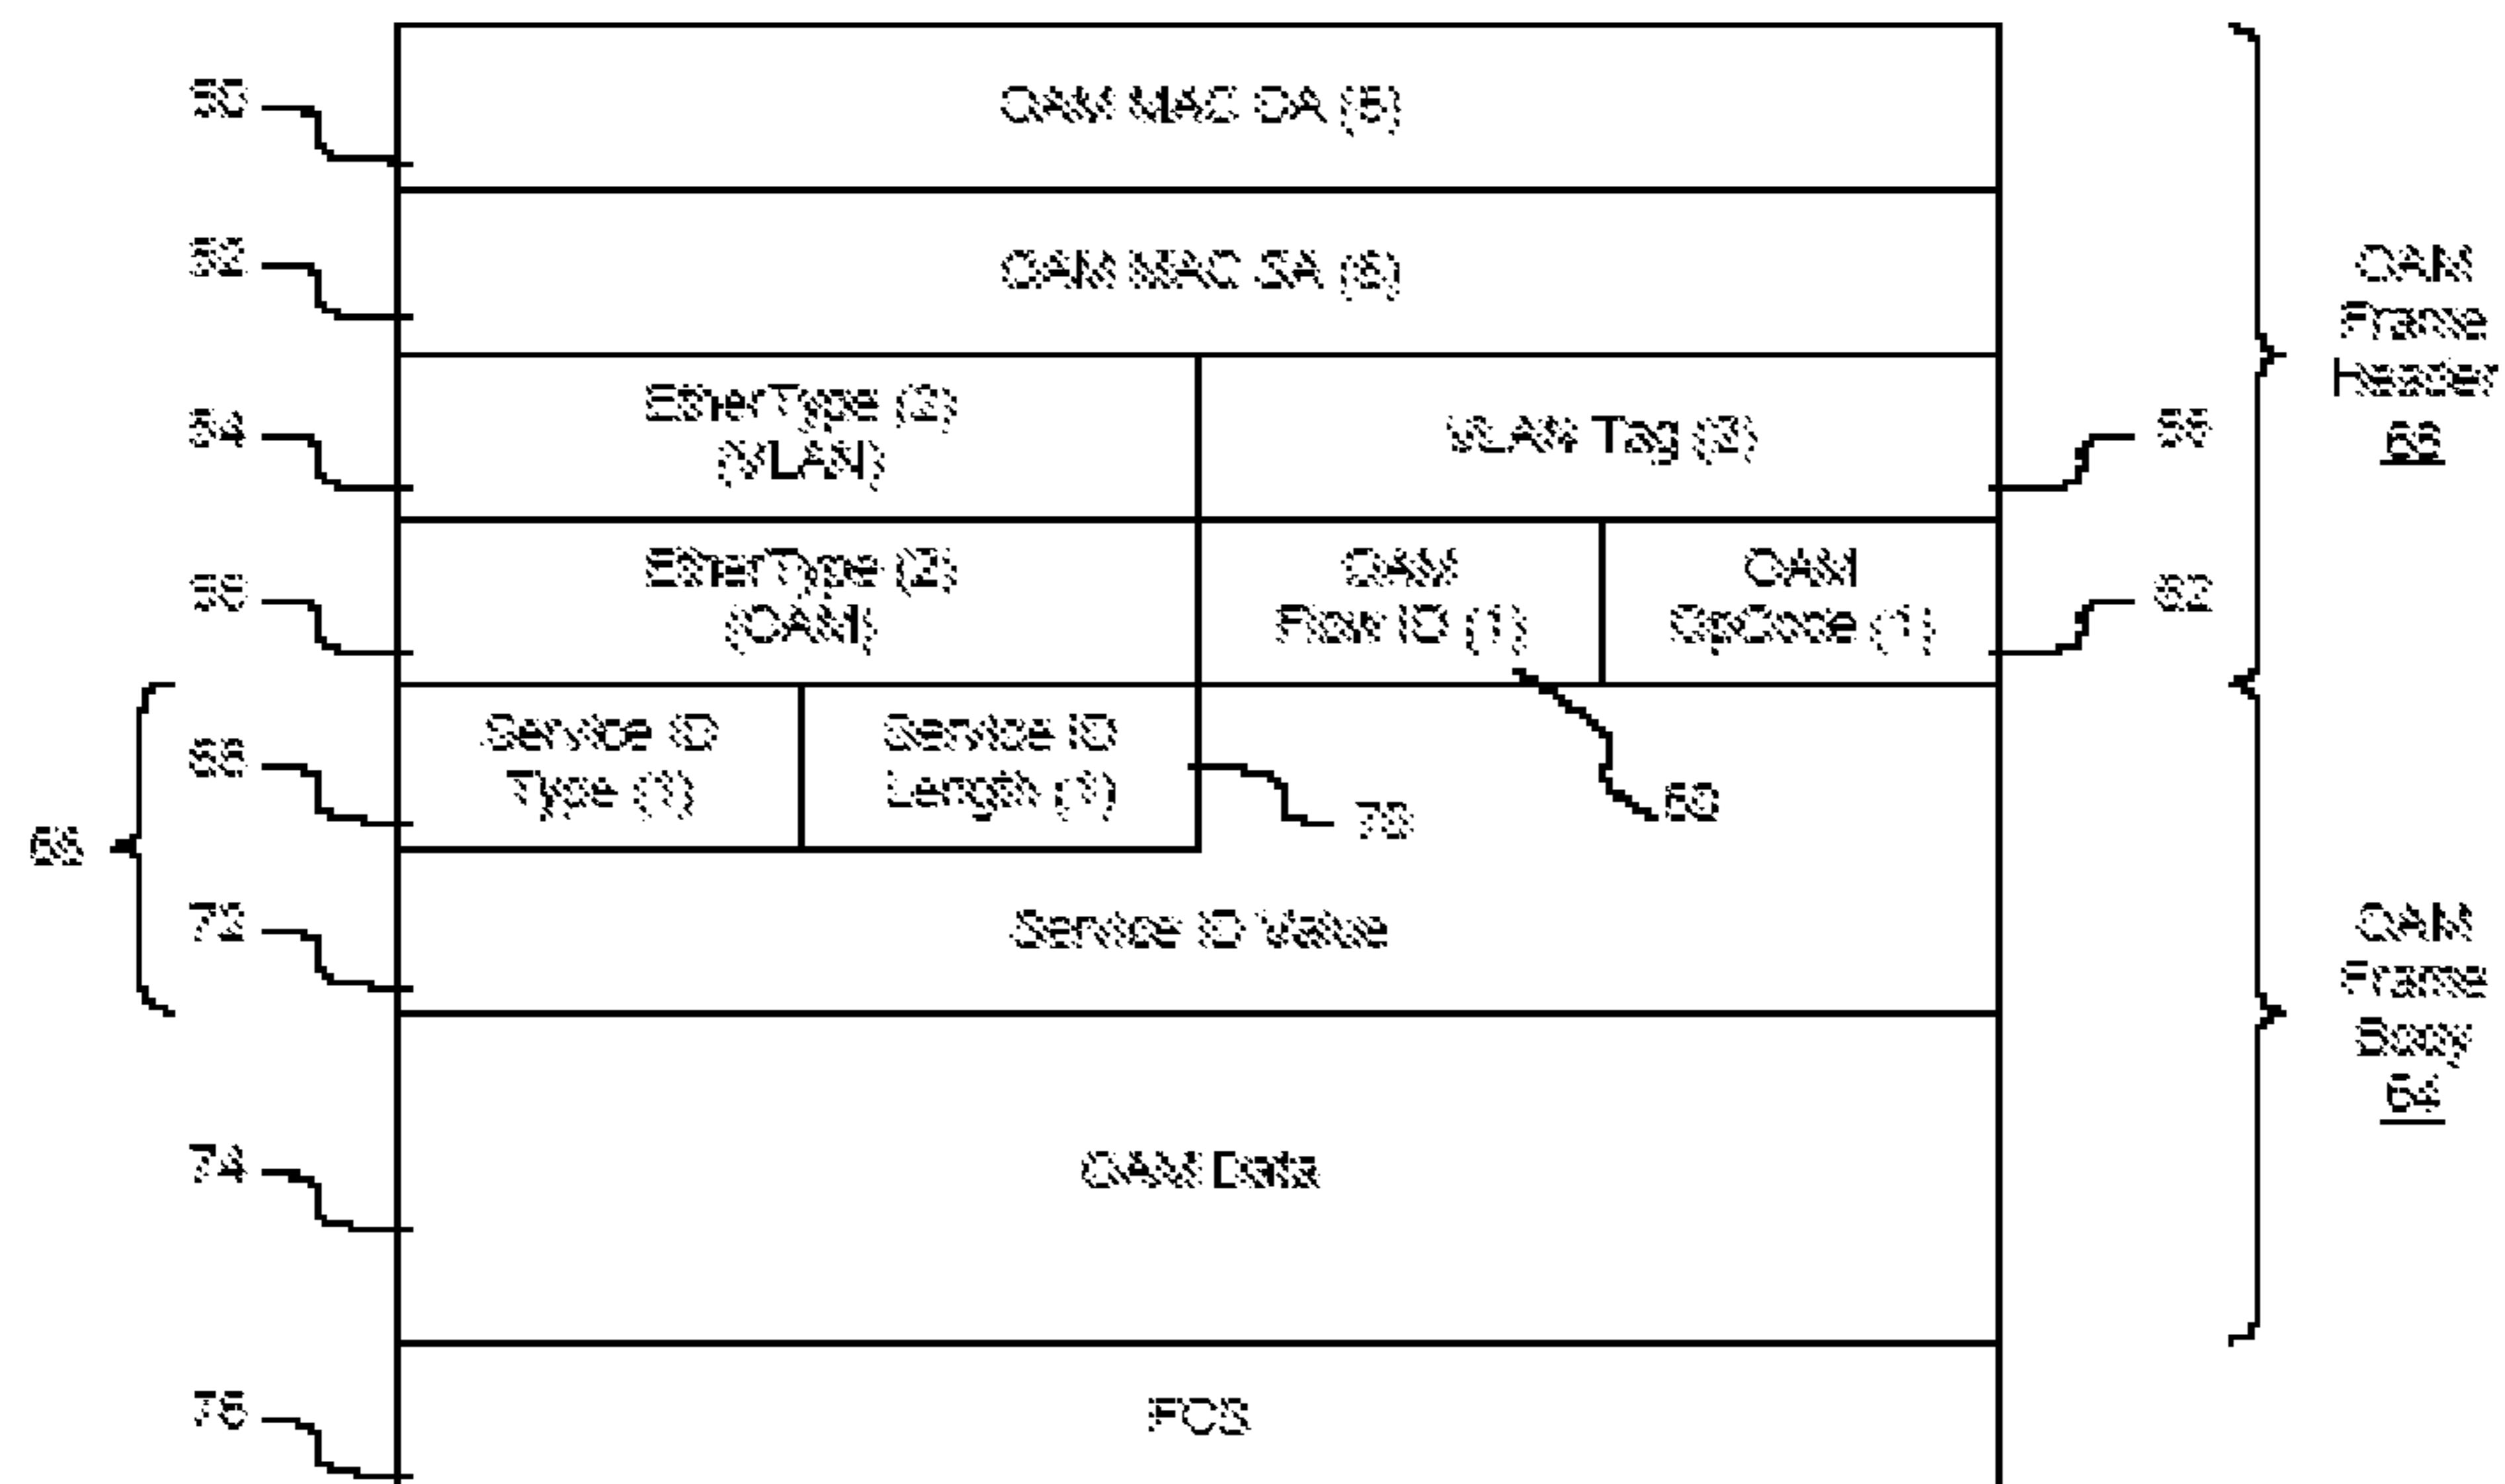 50
OAM MAC DA (6)
52
OAM MAC SA (6)
OAM
Frame
Header
54
EtherType (2)
(VLAN)
VLAN Tag (2)
56
58
EtherType (2)
(OAM)
OAM
Flow ID (1)
OAM
OpCode (1)
62
68
Service ID
Type (1)
Service ID
Length (1)
70
60
66
72
Service ID Value
OAM
Frame
Body
64
74
OAM Data
76
FCS